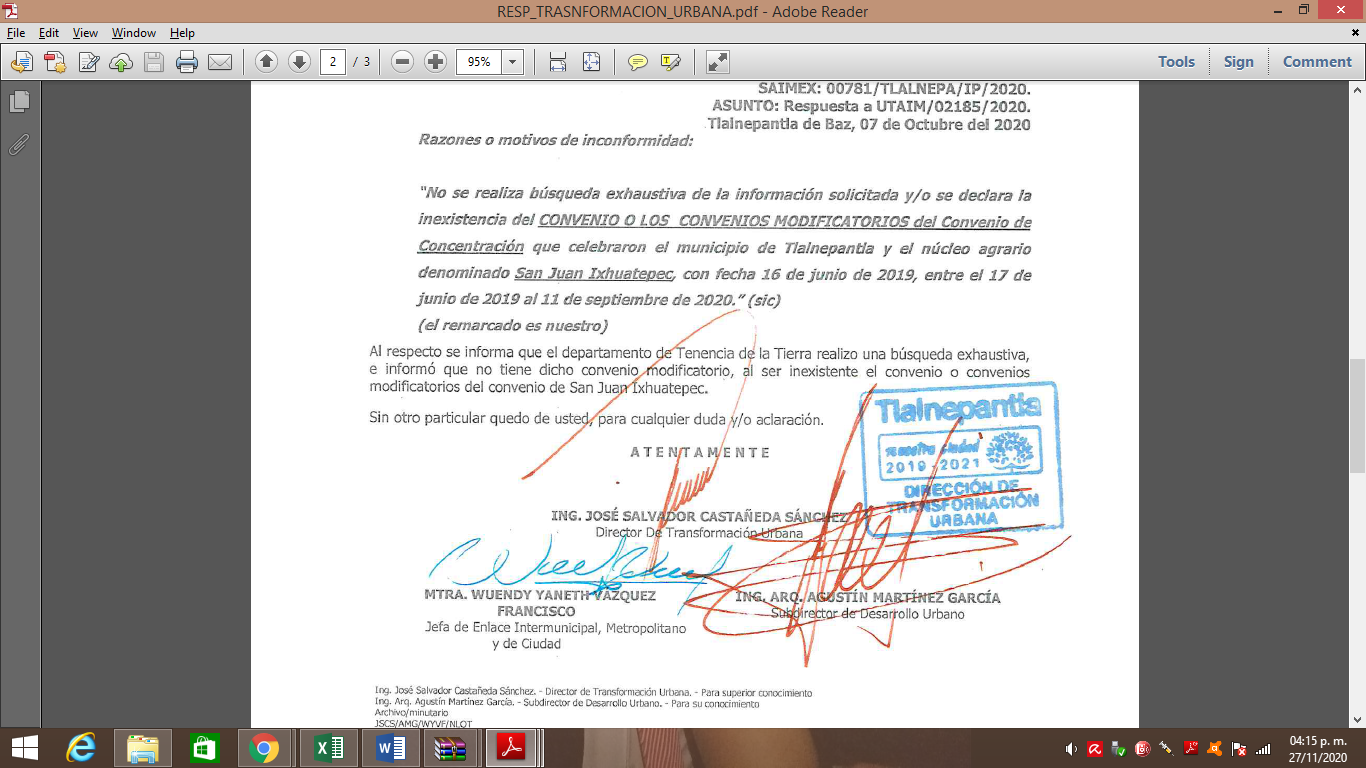 RESP_TRASNFORMACION_URBANA.pdf - Adobe Reader
File Edit View Window Help
2 / 3 95% Tools Sign Comment
SAIMEX: 00781/TLALNEPA/IP/2020.
ASUNTO: Respuesta a UTAIM/02185/2020.
Tlalnepantla de Baz, 07 de Octubre del 2020
Razones o motivos de inconformidad:
"No se realiza búsqueda exhaustiva de la información solicitada y/o se declara la
inexistencia del CONVENIO O LOS CONVENIOS MODIFICATORIOS del Convenio de
Concentración que celebraron el municipio de Tlalnepantla y el núcleo agrario
denominado San Juan Ixhuatepec, con fecha 16 de junio de 2019, entre el 17 de
junio de 2019 al 11 de septiembre de 2020." (sic)
(el remarcado es nuestro)
Al respecto se informa que el departamento de Tenencia de la Tierra realizo una búsqueda exhaustiva,
e informó que no tiene dicho convenio modificatorio, al ser inexistente el convenio o convenios
modificatorios del convenio de San Juan Ixhuatepec.
Sin otro particular quedo de usted, para cualquier duda y/o aclaración.
A T E N T A M E N T E
Tlalnepantla
nuestra ciudad
2019 - 2021
DIRECCIÓN DE
TRANSFORMACIÓN
URBANA
ING. JOSÉ SALVADOR CASTAÑEDA SÁNCHEZ
Director De Transformación Urbana
MTRA. WUENDY YANETH VÁZQUEZ
FRANCISCO
Jefa de Enlace Intermunicipal, Metropolitano
y de Ciudad
ING. ARQ. AGUSTÍN MARTÍNEZ GARCÍA
Subdirector de Desarrollo Urbano
Ing. José Salvador Castañeda Sánchez. - Director de Transformación Urbana. - Para superior conocimiento
Ing. Arq. Agustín Martínez García. - Subdirector de Desarrollo Urbano. - Para su conocimiento
Archivo/minutario
JSCS/AMG/WYVF/NLOT
04:15 p. m.
27/11/2020